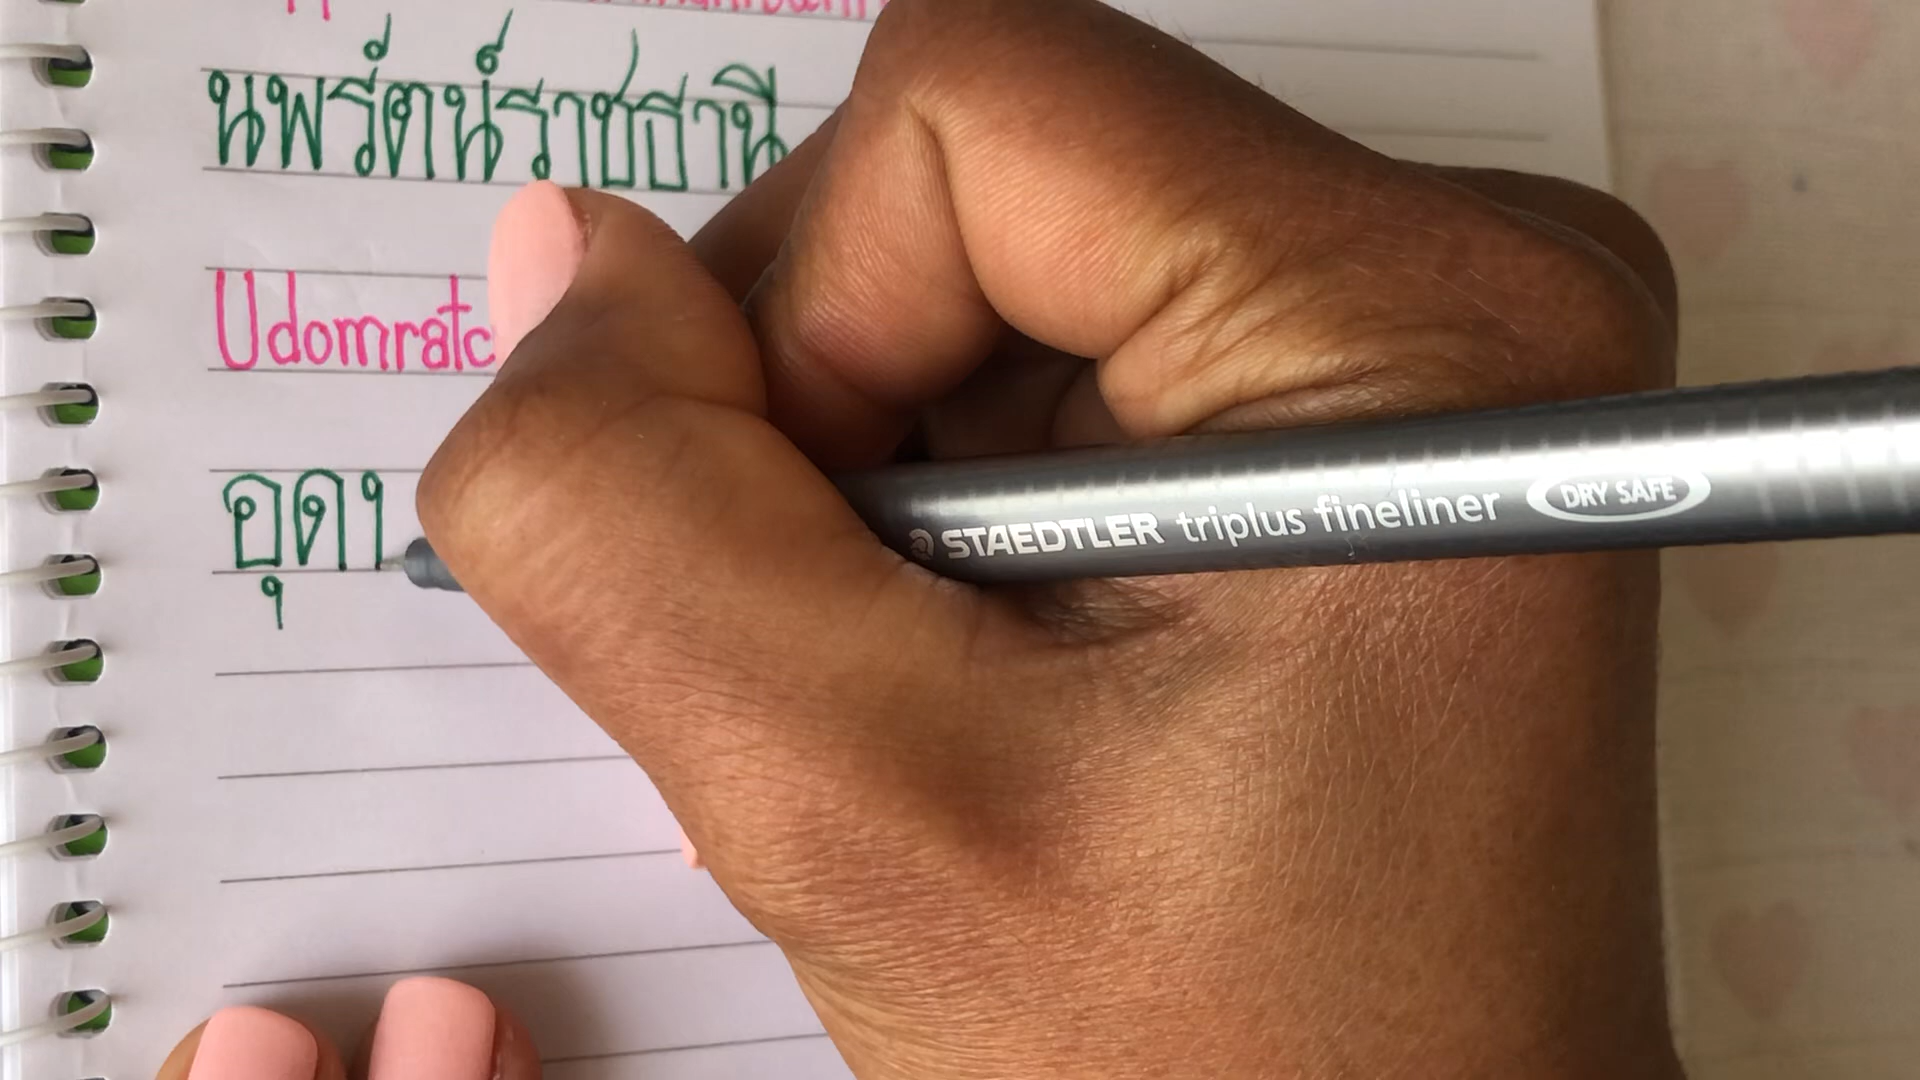 นพรัตน์ราชธานี
Udomratc
อุด
STAEDTLER triplus fineliner DRY SAFE